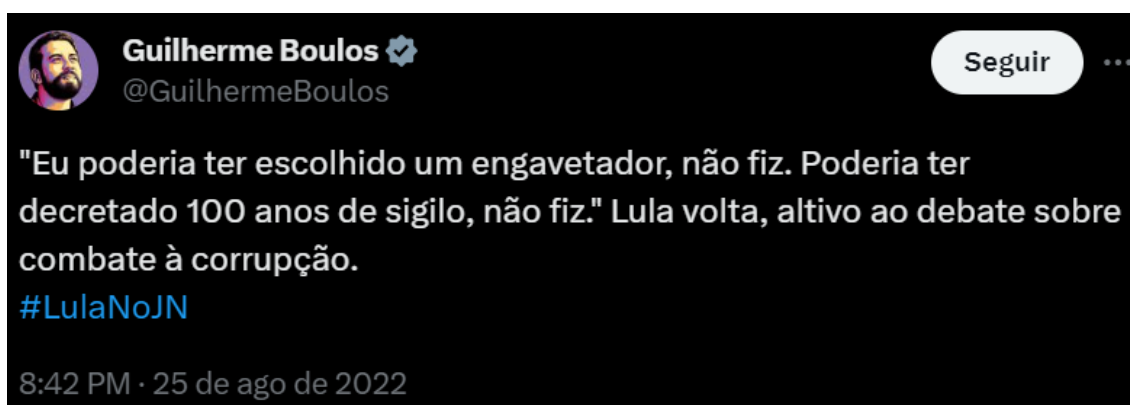 Guilherme Boulos
@GuilhermeBoulos
Seguir
"Eu poderia ter escolhido um engavetador, não fiz. Poderia ter
decretado 100 anos de sigilo, não fiz." Lula volta, altivo ao debate sobre
combate à corrupção.
#LulaNoJN
8:42 PM · 25 de ago de 2022